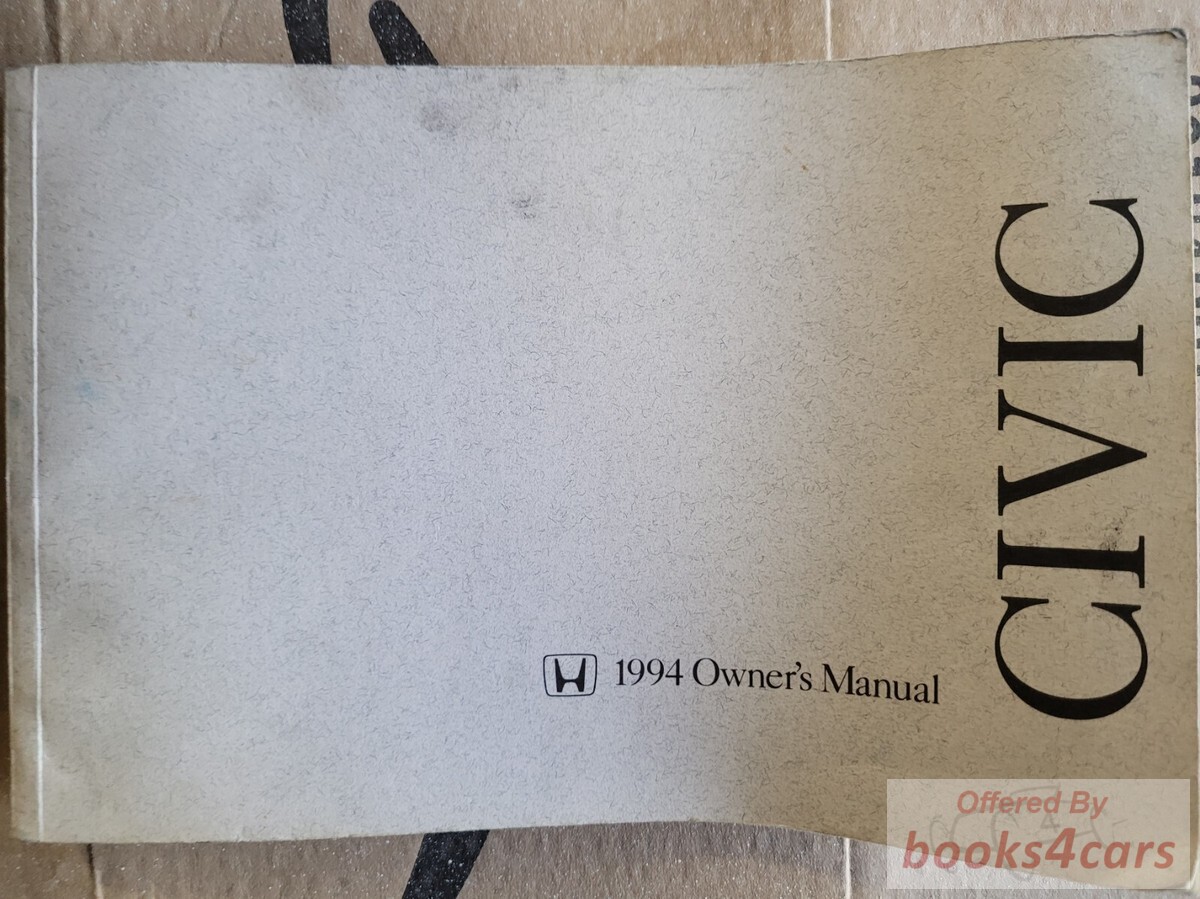 CIVIC
1994 Owner's Manual
Offered By
books4cars